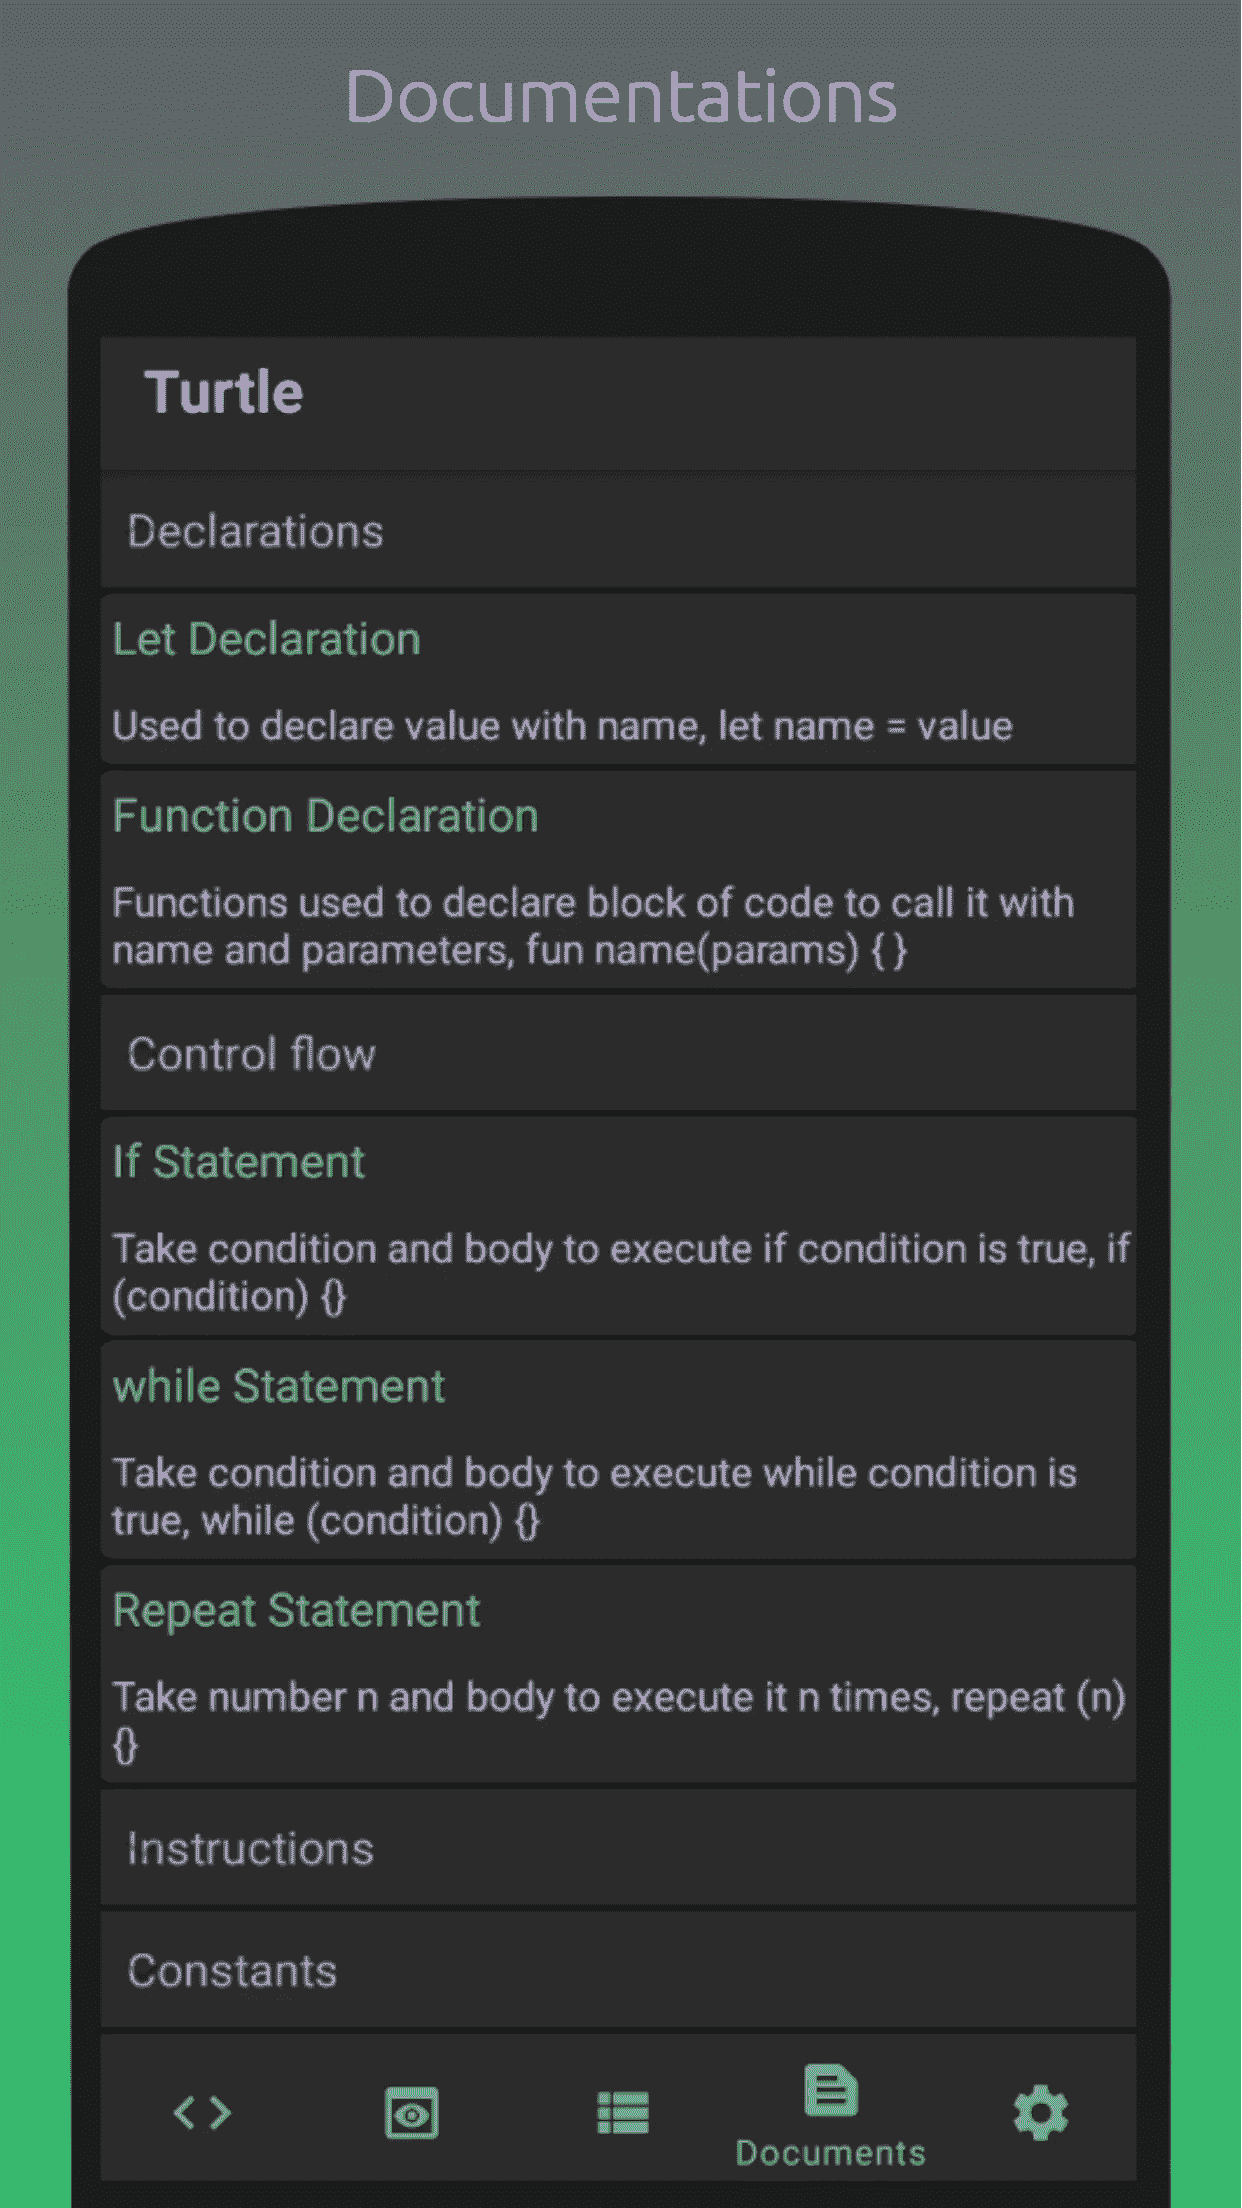 Documentations
Turtle
Declarations
Let Declaration
Used to declare value with name, let name = value
Function Declaration
Functions used to declare block of code to call it with
name and parameters, fun name(params) { }
Control flow
If Statement
Take condition and body to execute if condition is true, if
(condition) {}
while Statement
Take condition and body to execute while condition is
true, while (condition) {}
Repeat Statement
Take number n and body to execute it n times, repeat (n)
{}
Instructions
Constants
Documents